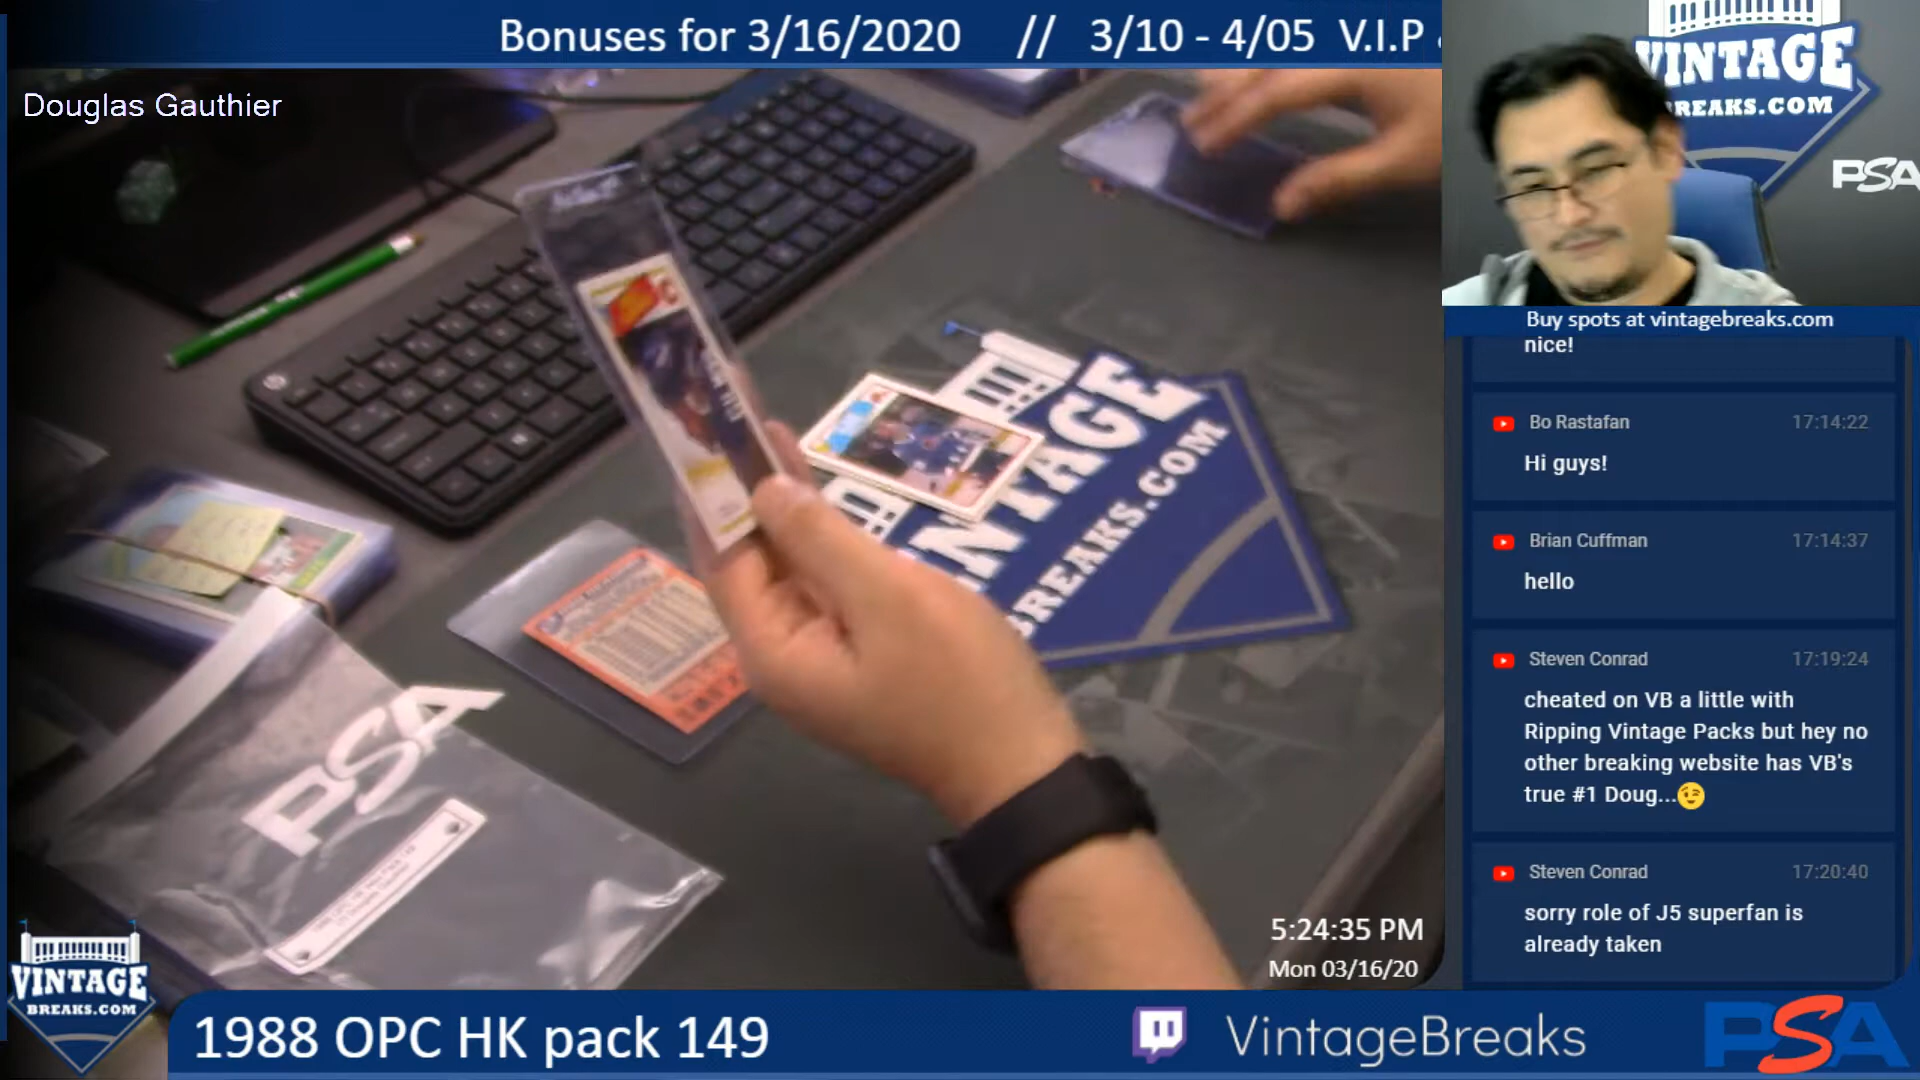 Bonuses for 3/16/2020 // 3/10 - 4/05 V.I.P
Douglas Gauthier
VINTAGE
BREAKS.COM
PSA
Buy spots at vintagebreaks.com
nice!
Bo Rastafan 17:14:22
Hi guys!
Brian Cuffman 17:14:37
hello
Steven Conrad 17:19:24
cheated on VB a little with
Ripping Vintage Packs but hey no
other breaking website has VB's
true #1 Doug...😉
Steven Conrad 17:20:40
sorry role of J5 superfan is
already taken
NTAGE
BREAKS.COM
PSA
5:24:35 PM
Mon 03/16/20
VINTAGE
BREAKS.COM
1988 OPC HK pack 149
VintageBreaks
PSA